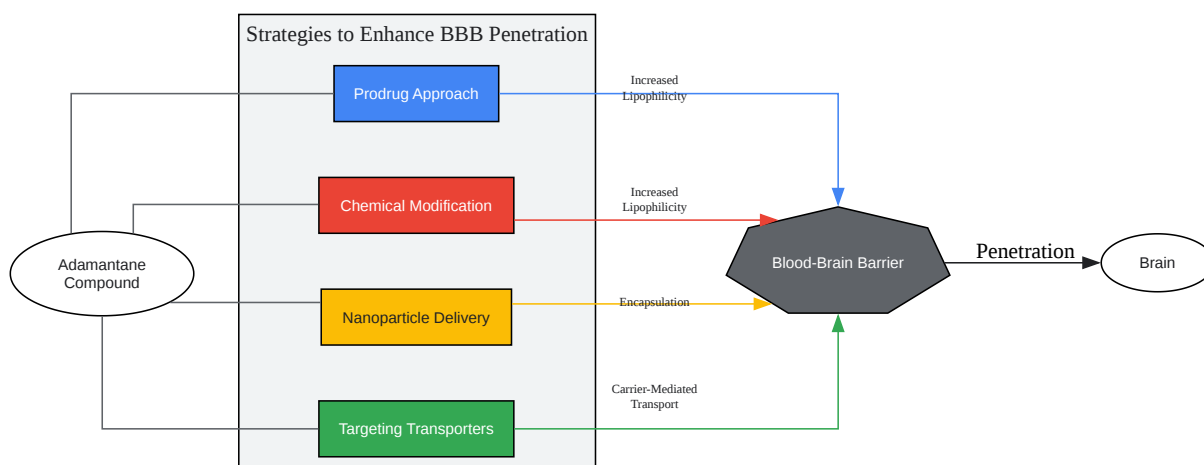 Strategies to Enhance BBB Penetration
Prodrug Approach
Increased
Lipophilicity
Chemical Modification
Increased
Lipophilicity
Adamantane
Compound
Blood-Brain Barrier
Penetration
Brain
Nanoparticle Delivery
Encapsulation
Targeting Transporters
Carrier-Mediated
Transport